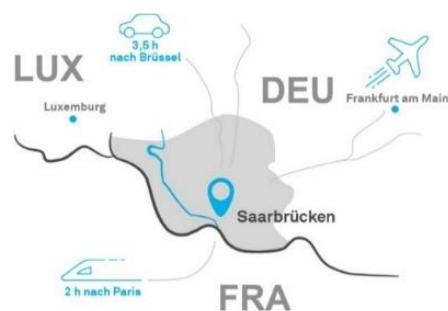 3,5 h
nach Brüssel
LUX
DEU
Luxemburg
Frankfurt am Main
Saarbrücken
2 h nach Paris
FRA